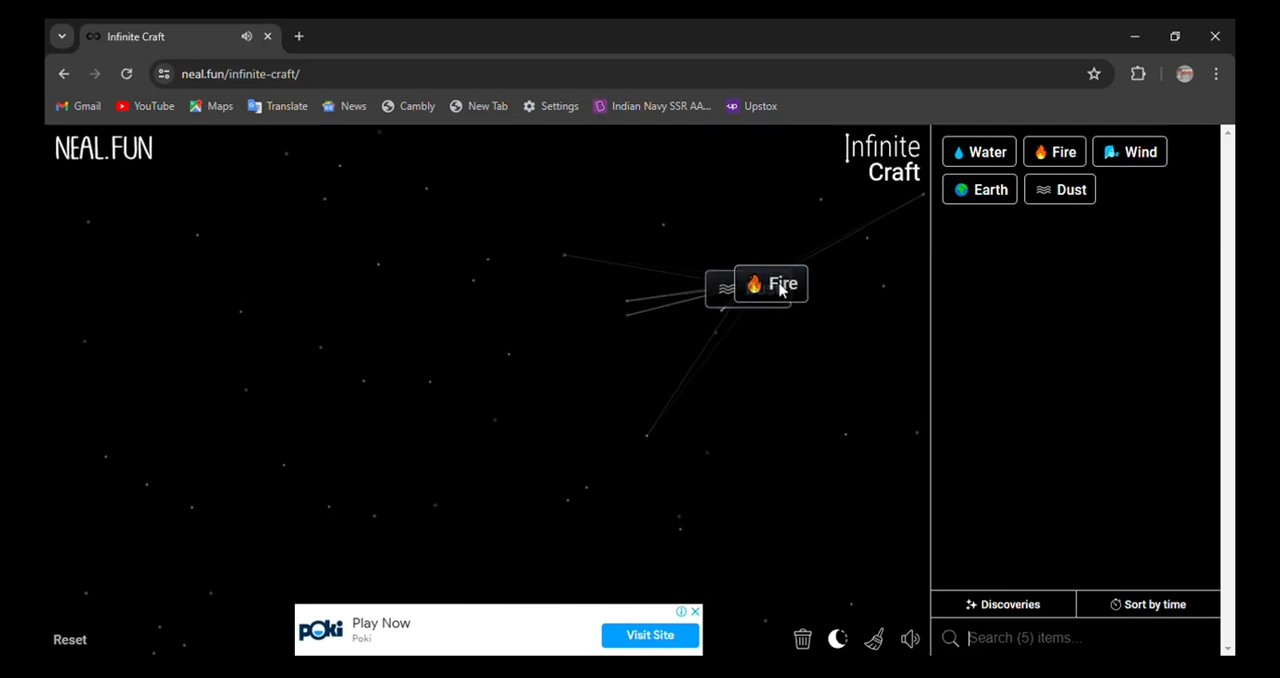 Infinite Craft
neal.fun/infinite-craft/
Gmail YouTube Maps Translate News Cambly New Tab Settings Indian Navy SSR AA... Upstox
NEAL.FUN
Infinite
Craft
Water Fire Wind
Earth Dust
Fire
Discoveries Sort by time
Search (5) items...
Play Now
Poki
POKI
Visit Site
Reset